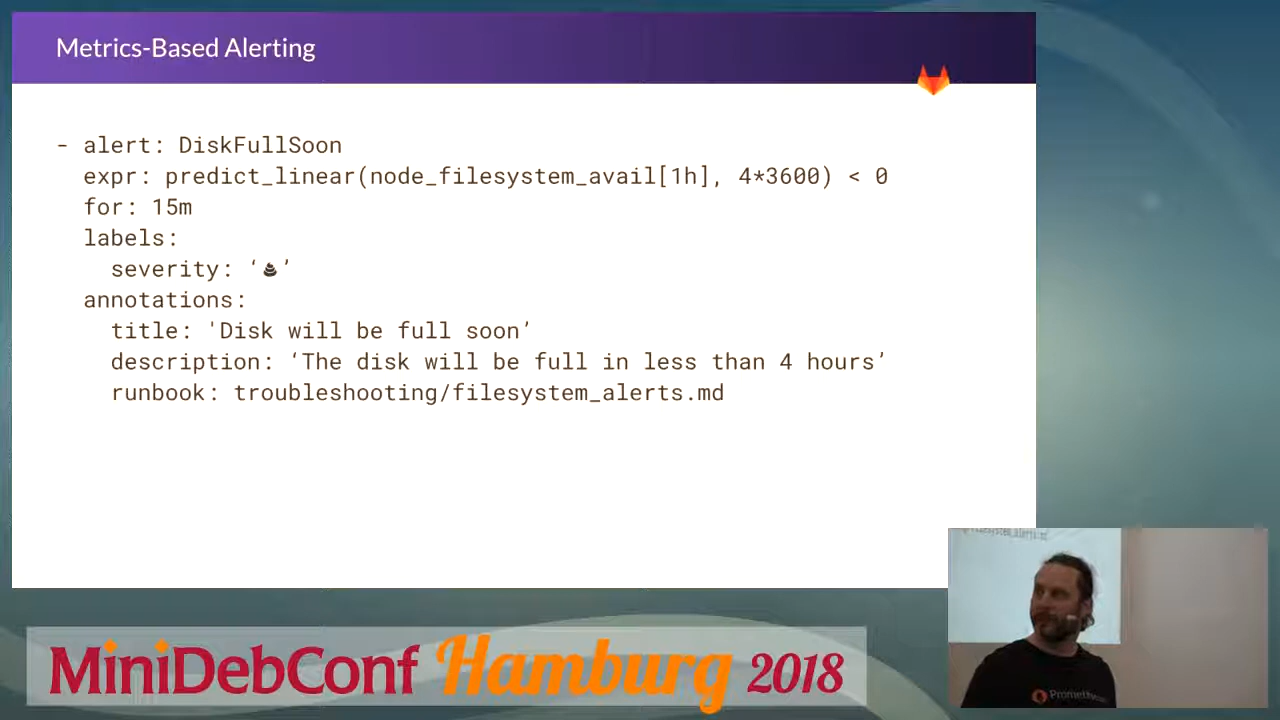 Metrics-Based Alerting
- alert: DiskFullSoon
expr: predict_linear(node_filesystem_avail[1h], 4*3600) < 0
for: 15m
labels:
severity: ‘💩’
annotations:
title: 'Disk will be full soon’
description: ‘The disk will be full in less than 4 hours’
runbook: troubleshooting/filesystem_alerts.md
MiniDebConf Hamburg 2018